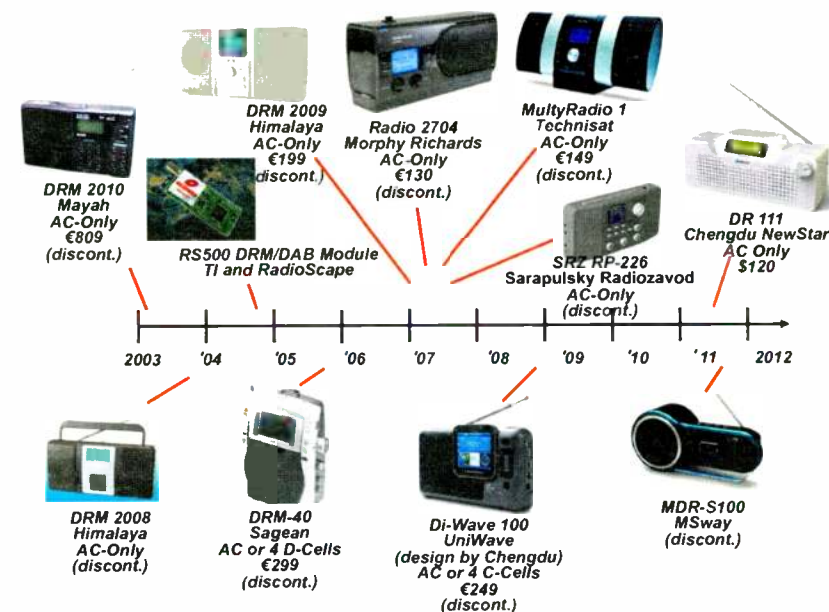 DRM 2009
Himalaya
AC-Only
€199
(discont.)
Radio 2704
Morphy Richards
AC-Only
€130
(discont.)
MultyRadio 1
Technisat
AC-Only
€149
(discont.)
DRM 2010
Mayah
AC-Only
€809
(discont.)
RS500 DRM/DAB Module
TI and RadioScape
SRZ RP-226
Sarapulsky Radiozavod
AC-Only
(discont.)
DR 111
Chengdu NewStar
AC Only
$120
2003 '04 '05 '06 '07 '08 '09 '10 '11 2012
DRM 2008
Himalaya
AC-Only
(discont.)
DRM-40
Sagean
AC or 4 D-Cells
€299
(discont.)
Di-Wave 100
UniWave
(design by Chengdu)
AC or 4 C-Cells
€249
(discont.)
MDR-S100
MSway
(discont.)